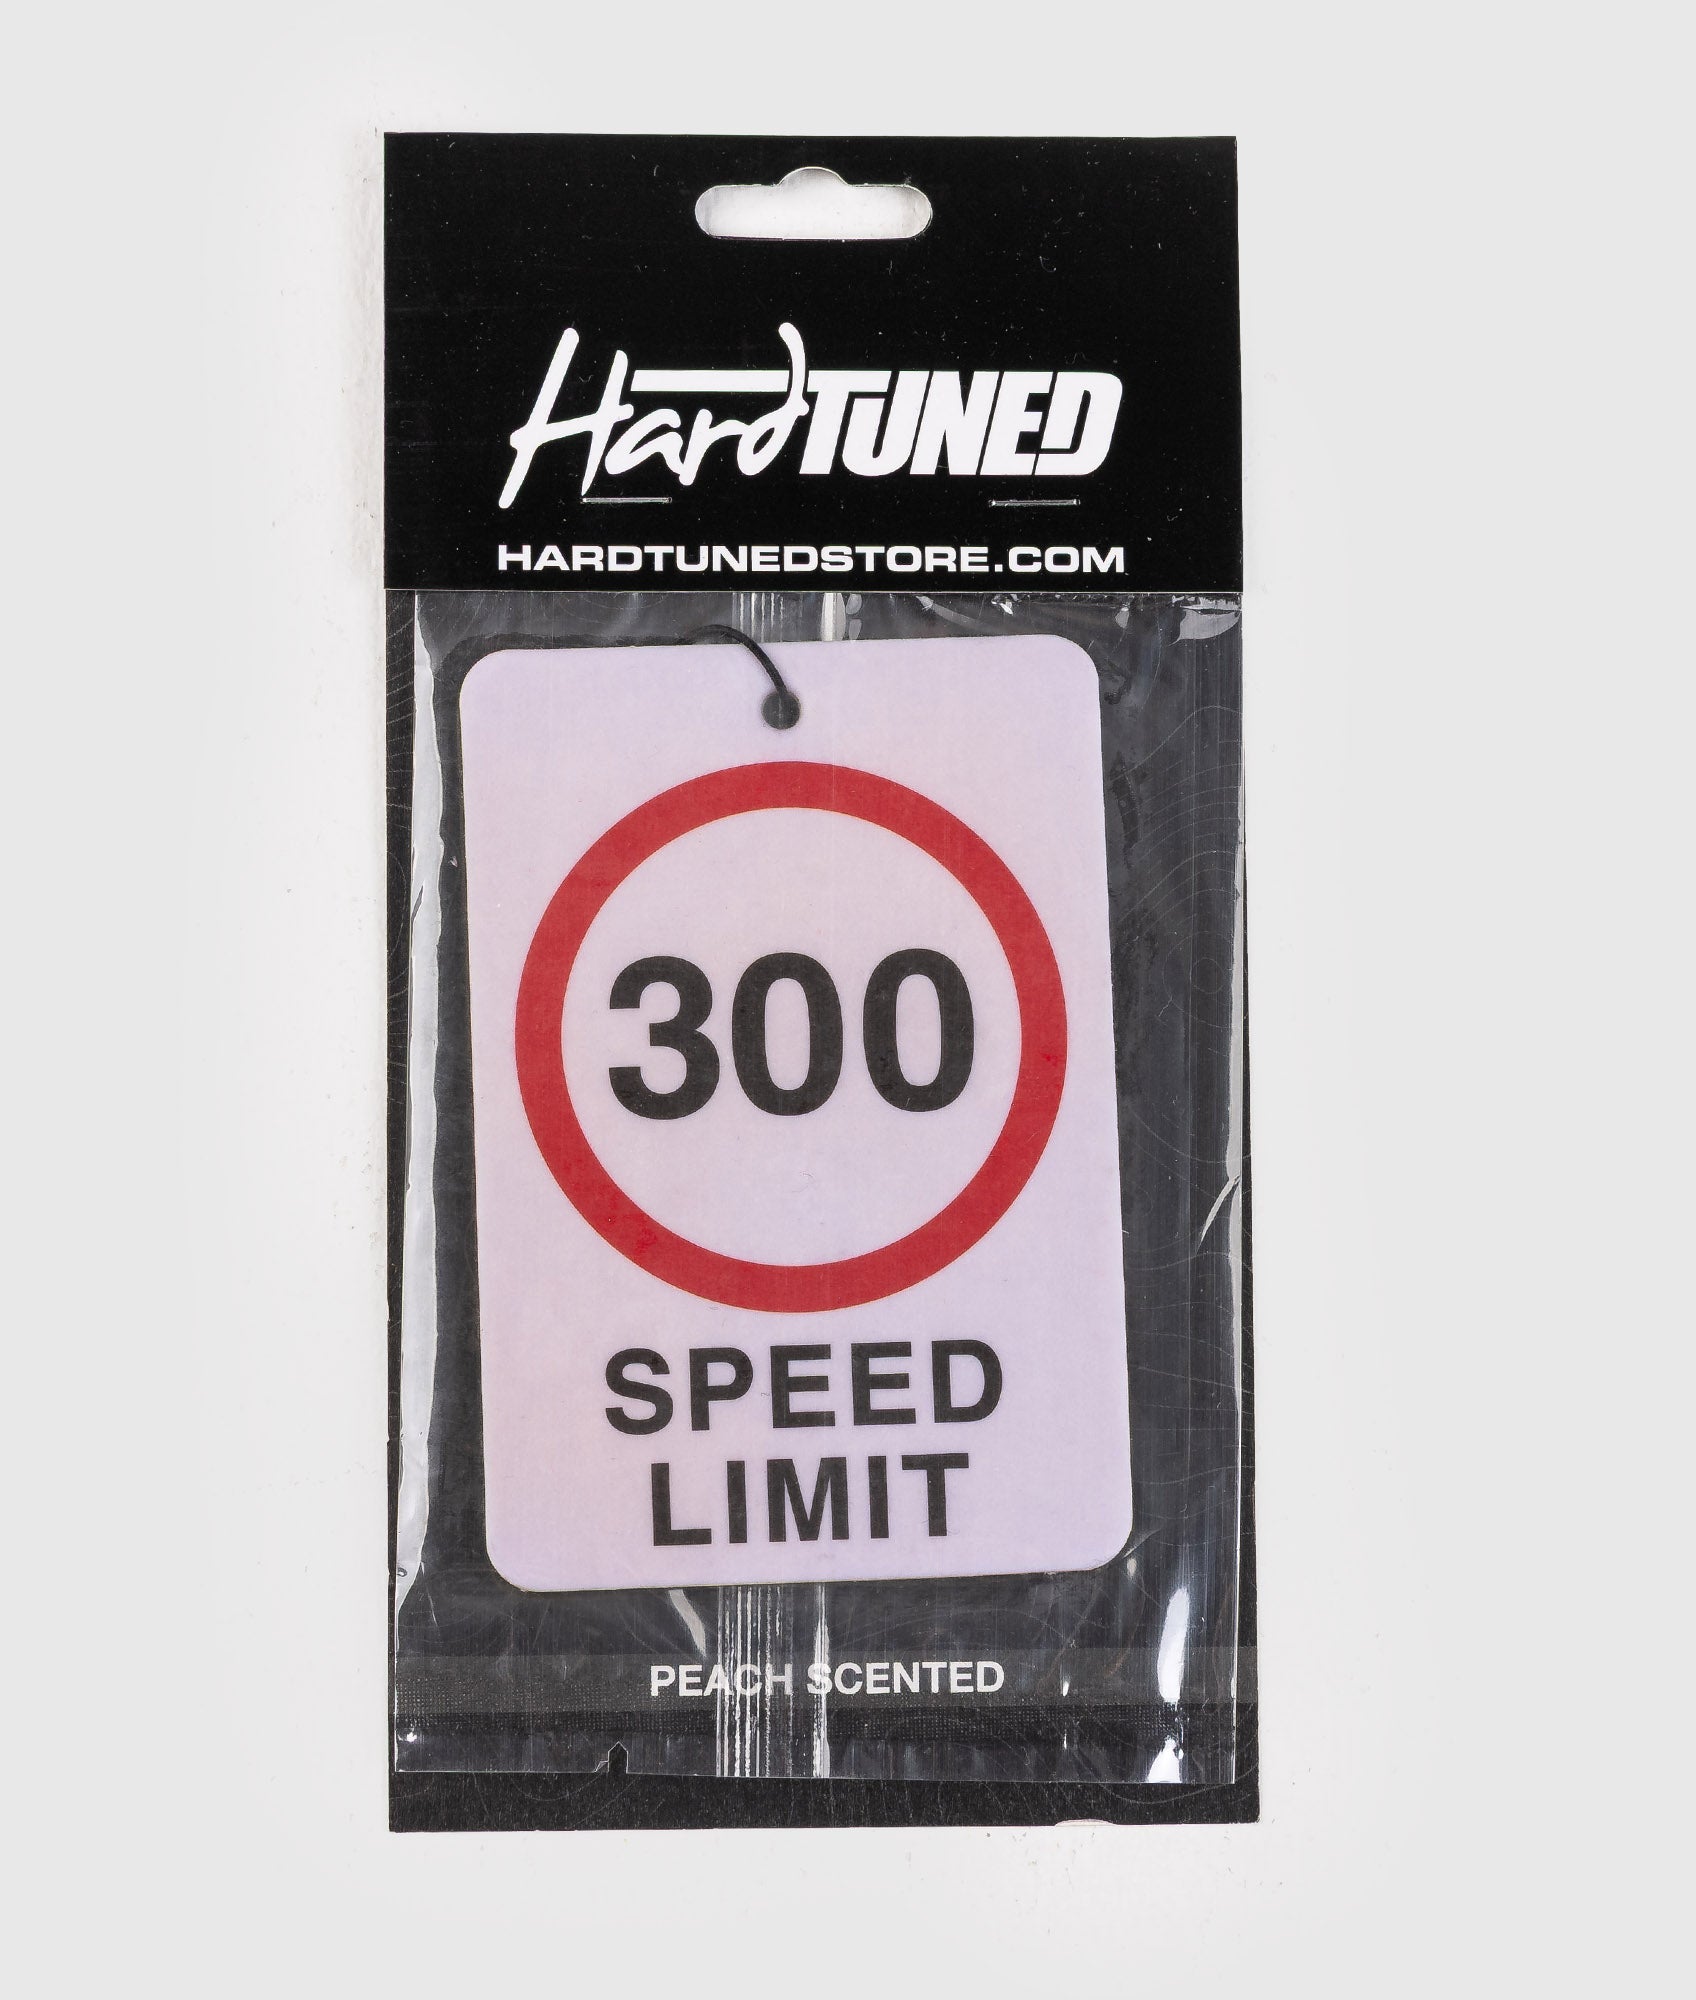 HardTUNED
HARDTUNEDSTORE.COM
300
SPEED
LIMIT
PEACH SCENTED